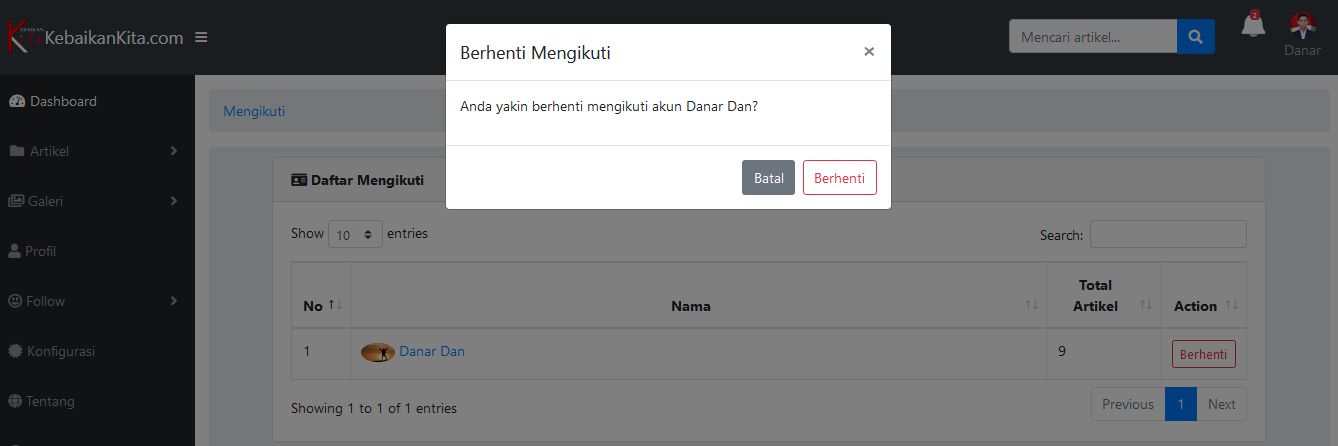 KebaikanKita.com
Mencari artikel...
2
Danar
Berhenti Mengikuti
×
Anda yakin berhenti mengikuti akun Danar Dan?
Batal
Berhenti
Dashboard
Artikel
Galeri
Profil
Follow
Konfigurasi
Tentang
Mengikuti
Daftar Mengikuti
Show 10 entries
Search:
No
Nama
Total Artikel
Action
1
Danar Dan
9
Berhenti
Showing 1 to 1 of 1 entries
Previous
1
Next